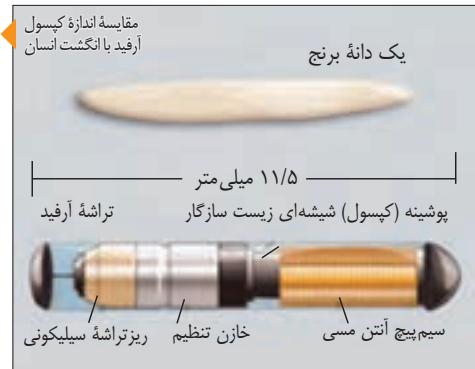 مقایسهٔ اندازهٔ کپسول
آرفید با انگشت انسان
یک دانهٔ برنج
۱۱/۵ میلی‌متر
پوشینه (کپسول) شیشه‌ای زیست سازگار
تراشهٔ آرفید
سیم‌پیچ آنتن مسی
خازن تنظیم
ریزتراشهٔ سیلیکونی